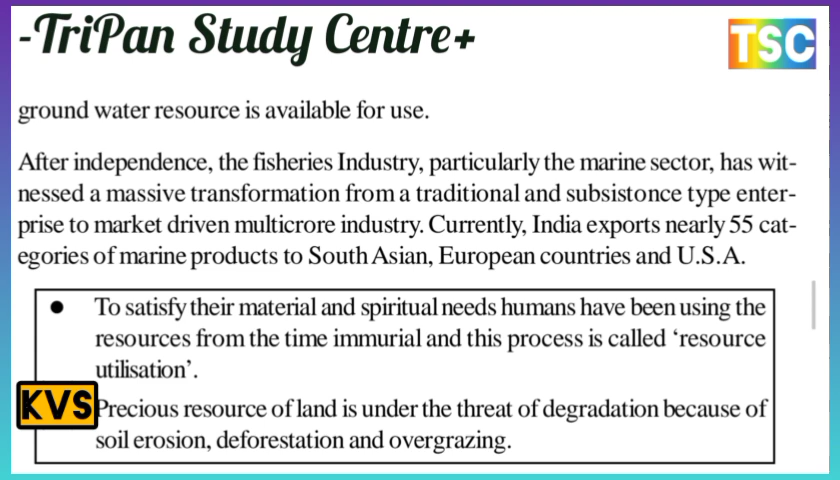 -TriPan Study Centre+
TSC
ground water resource is available for use.
After independence, the fisheries Industry, particularly the marine sector, has wit-
nessed a massive transformation from a traditional and subsistonce type enter-
prise to market driven multicrore industry. Currently, India exports nearly 55 cat-
egories of marine products to South Asian, European countries and U.S.A.
● To satisfy their material and spiritual needs humans have been using the
resources from the time immurial and this process is called ‘resource
utilisation’.
KVS
Precious resource of land is under the threat of degradation because of
soil erosion, deforestation and overgrazing.